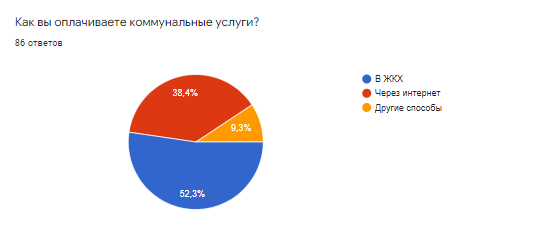 Как вы оплачиваете коммунальные услуги?
86 ответов
В ЖКХ
Через интернет
Другие способы
38,4%
9,3%
52,3%